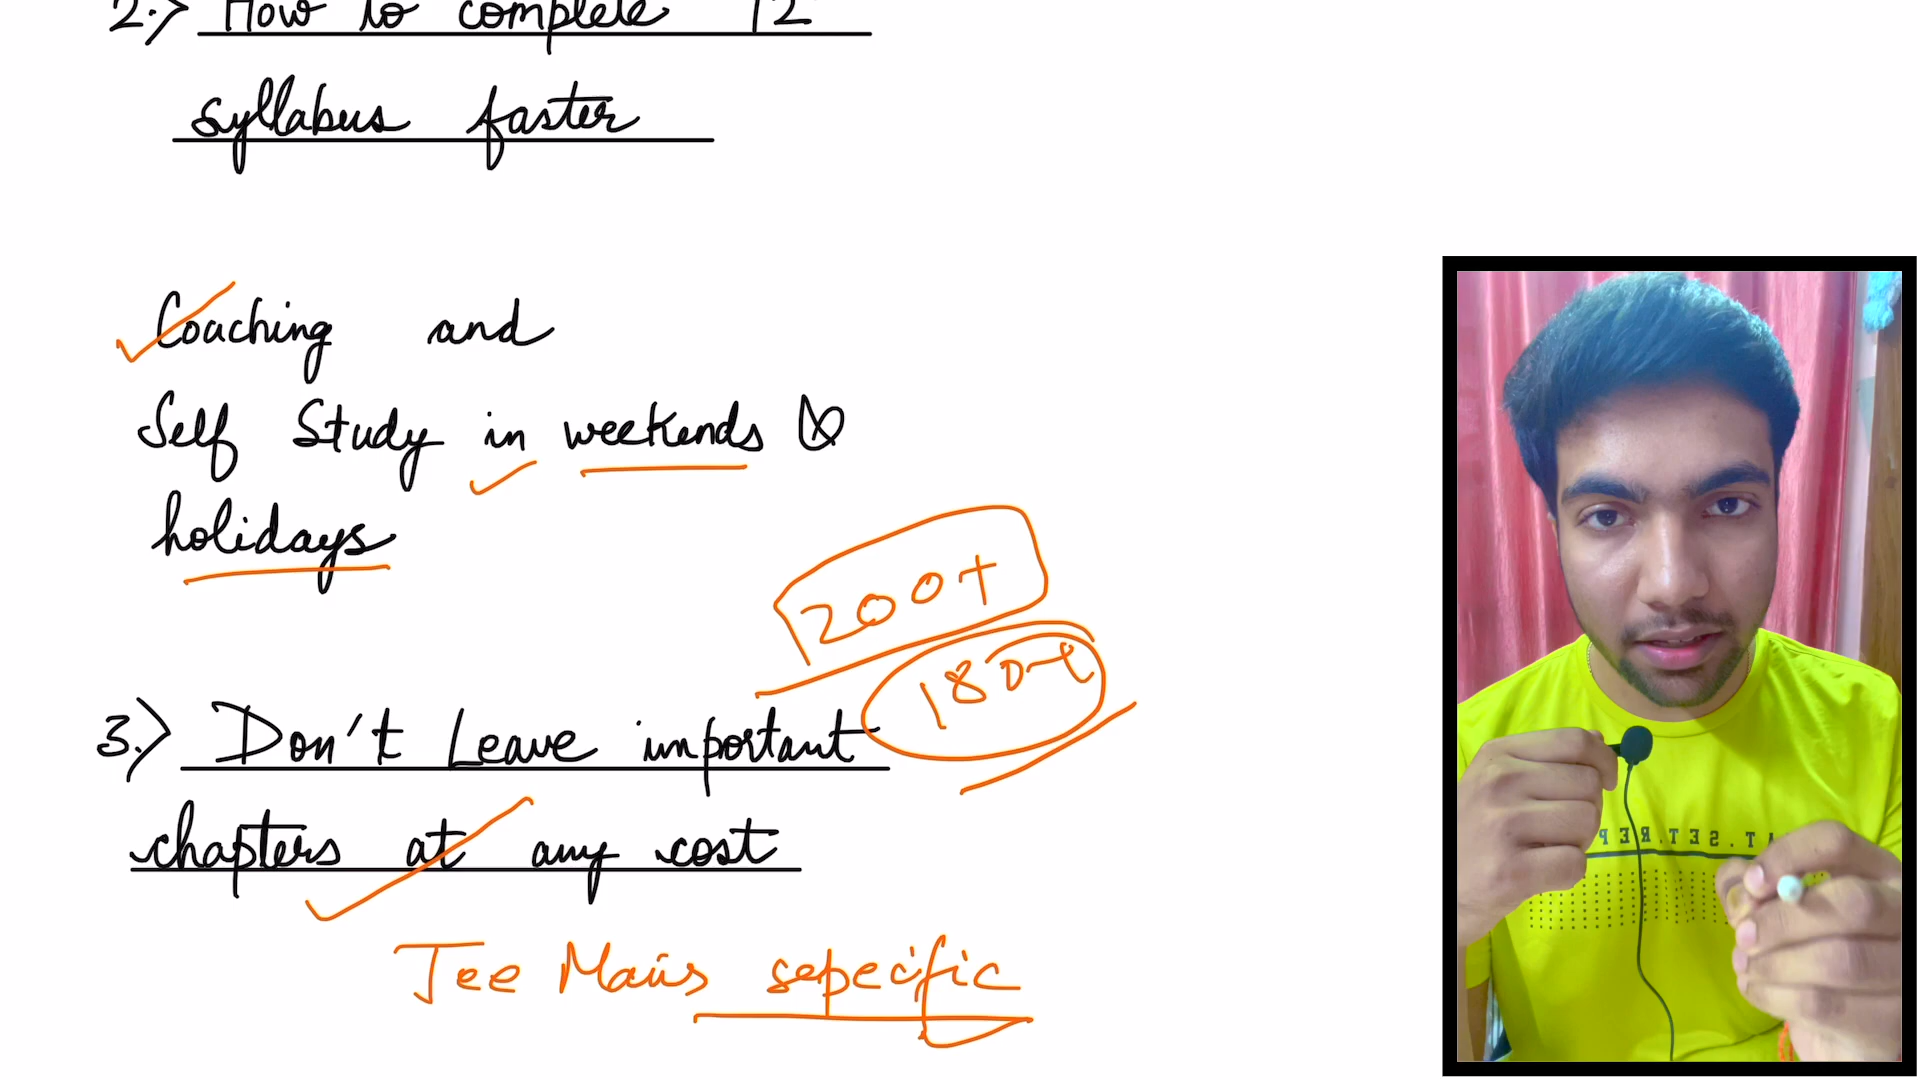 2.) How to complete 12
syllabus faster
Coaching and
Self Study in weekends &
holidays
200+
180+
3.) Don't Leave important
chapters at any cost
Jee Mains sepecific